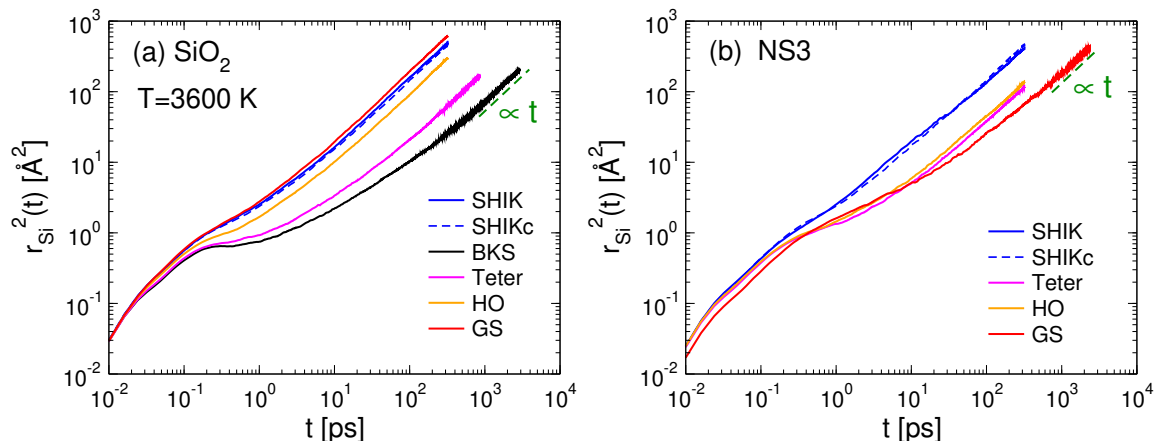 (a) SiO₂
T=3600 K
r²Si(t) [Å²]
10³
10²
10¹
10⁰
10⁻¹
10⁻²
∝ t
SHIK
SHIKc
BKS
Teter
HO
GS
10⁻² 10⁻¹ 10⁰ 10¹ 10² 10³ 10⁴
t [ps]
(b) NS3
r²Si(t) [Å²]
10³
10²
10¹
10⁰
10⁻¹
10⁻²
∝ t
SHIK
SHIKc
Teter
HO
GS
10⁻² 10⁻¹ 10⁰ 10¹ 10² 10³ 10⁴
t [ps]